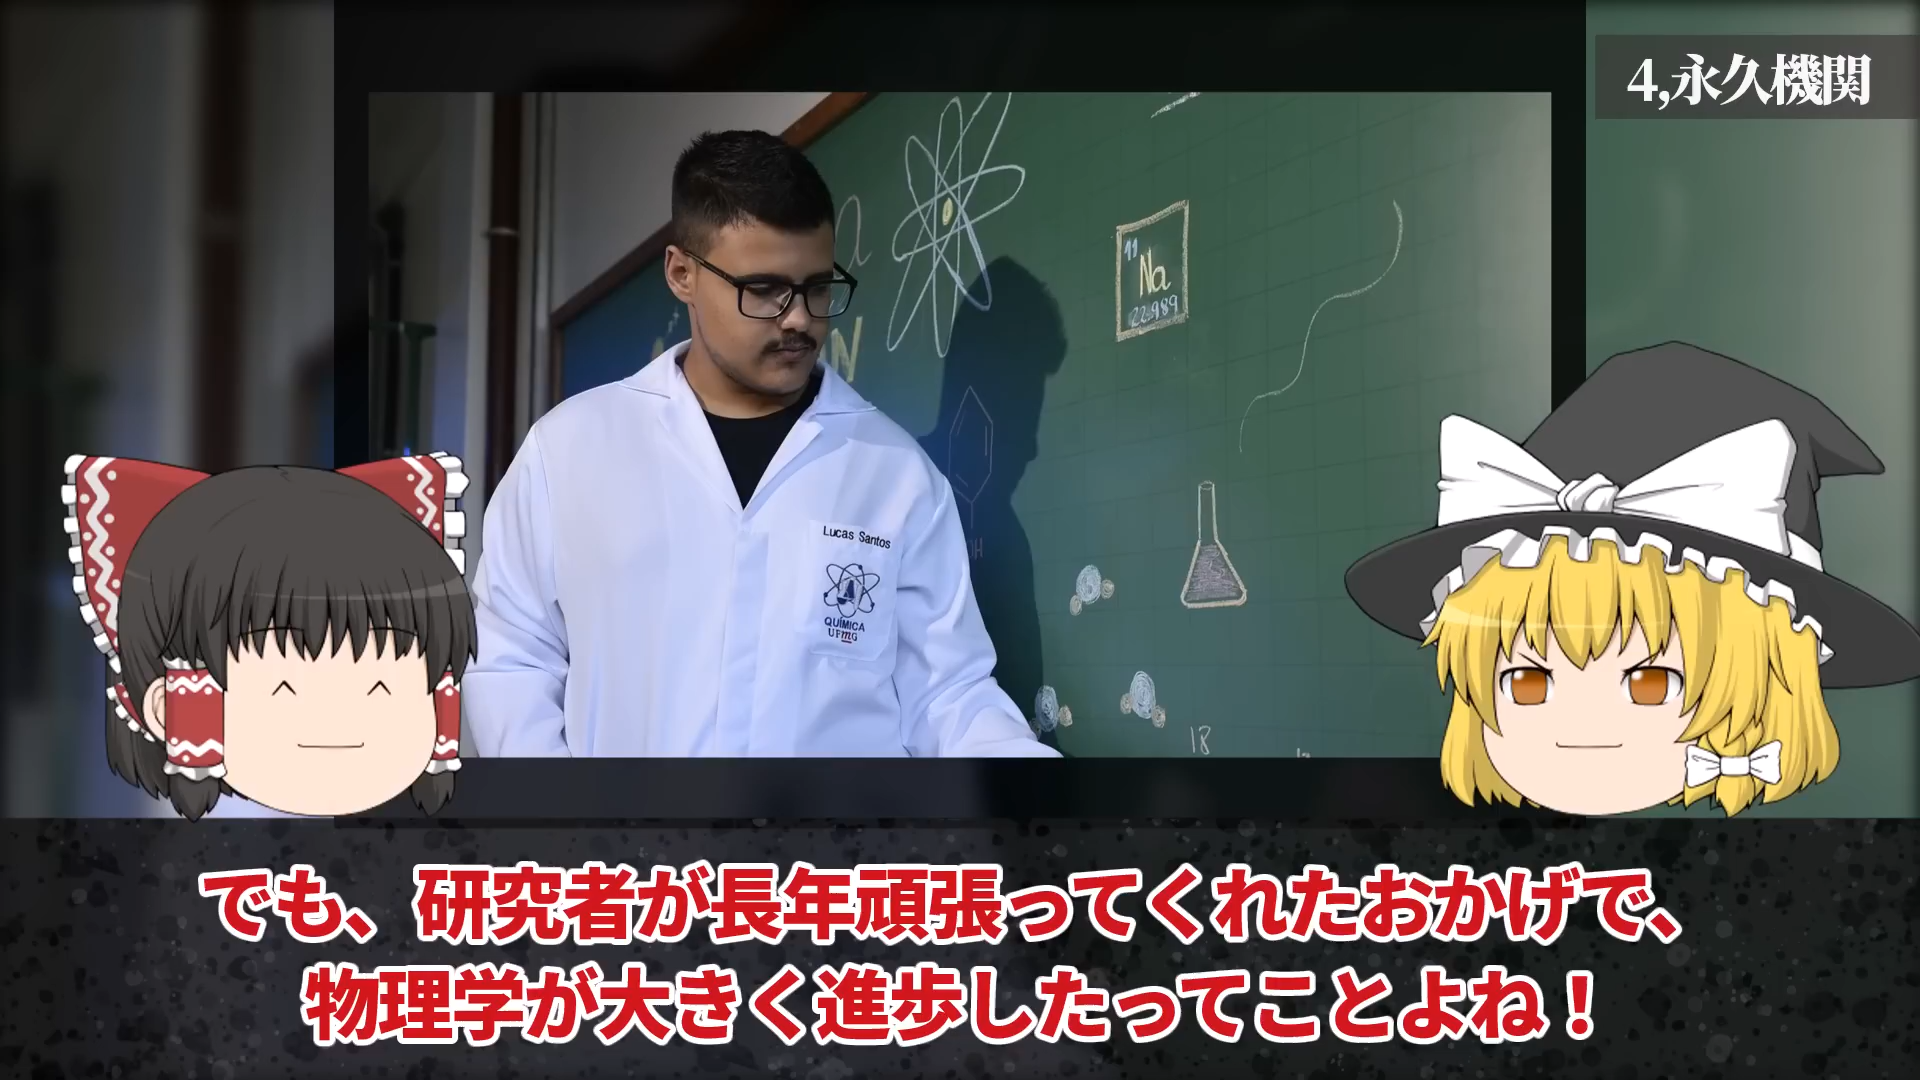 4,永久機関
11
Na
22.989
Lucas Santos
QUÍMICA
UFmG
18
でも、研究者が長年頑張ってくれたおかげで、
物理学が大きく進歩したってことよね！